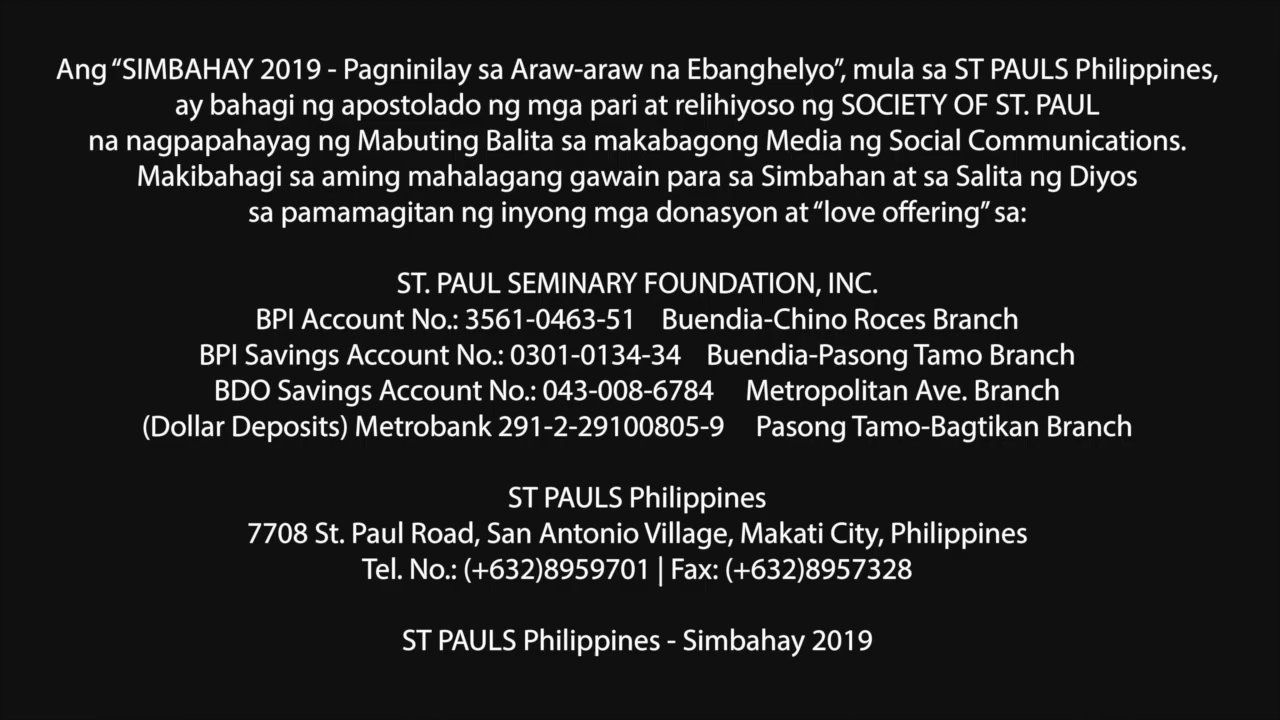 Ang “SIMBAHAY 2019 - Pagninilay sa Araw-araw na Ebanghelyo”, mula sa ST PAULS Philippines,
ay bahagi ng apostolado ng mga pari at relihiyoso ng SOCIETY OF ST. PAUL
na nagpapahayag ng Mabuting Balita sa makabagong Media ng Social Communications.
Makibahagi sa aming mahalagang gawain para sa Simbahan at sa Salita ng Diyos
sa pamamagitan ng inyong mga donasyon at “love offering” sa:
ST. PAUL SEMINARY FOUNDATION, INC.
BPI Account No.: 3561-0463-51 Buendia-Chino Roces Branch
BPI Savings Account No.: 0301-0134-34 Buendia-Pasong Tamo Branch
BDO Savings Account No.: 043-008-6784 Metropolitan Ave. Branch
(Dollar Deposits) Metrobank 291-2-29100805-9 Pasong Tamo-Bagtikan Branch
ST PAULS Philippines
7708 St. Paul Road, San Antonio Village, Makati City, Philippines
Tel. No.: (+632)8959701 | Fax: (+632)8957328
ST PAULS Philippines - Simbahay 2019